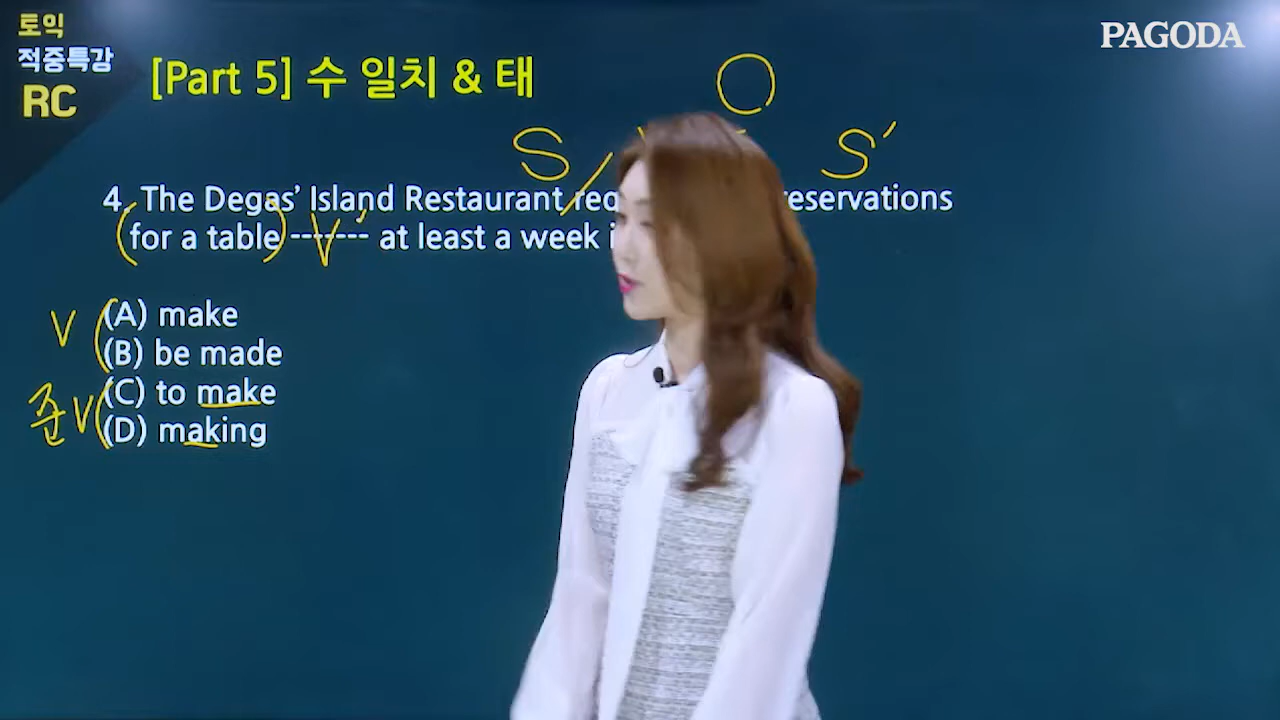 토익
적중특강
RC
PAGODA
[Part 5] 수 일치 & 태
O
S
S′
4. The Degas’ Island Restaurant reservations
(for a table) ------- at least a week
V′
V
(A) make
(B) be made
준V
(C) to make
(D) making